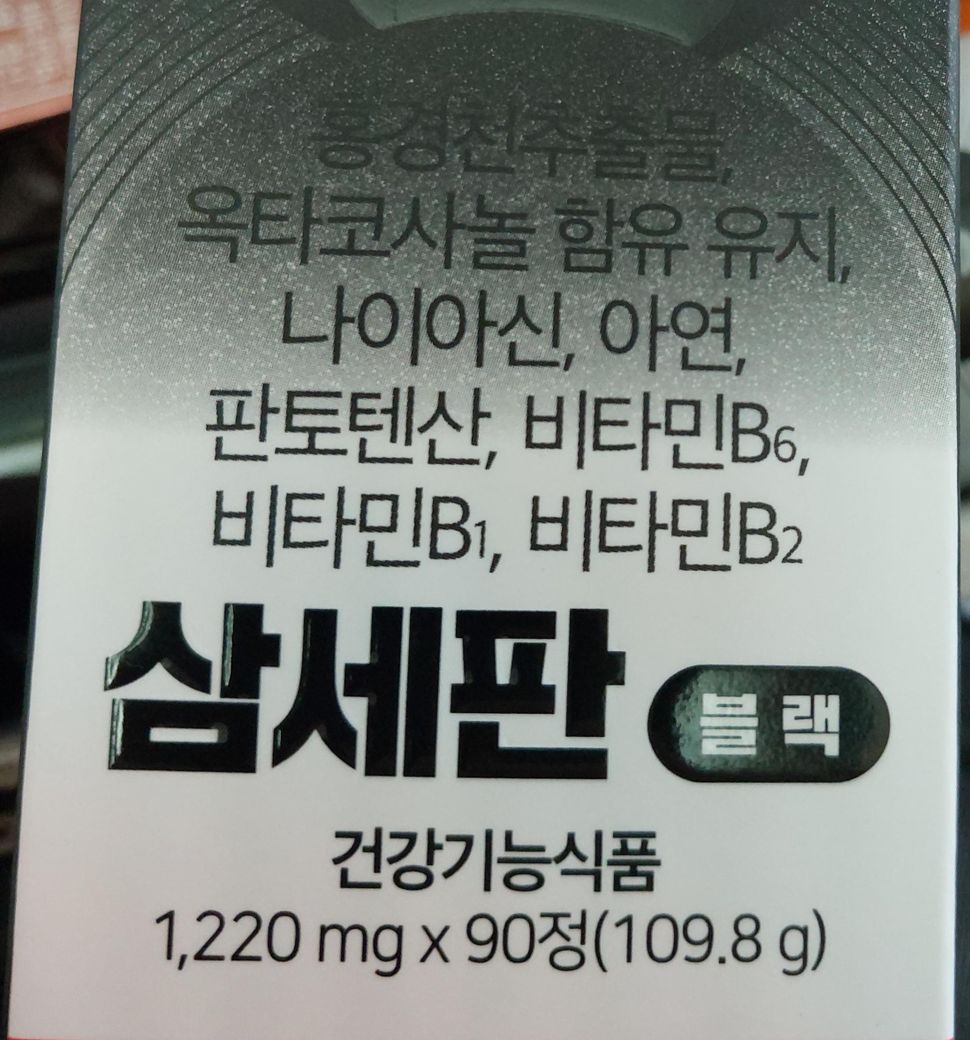 홍경천추출물,
옥타코사놀 함유 유지,
나이아신, 아연,
판토텐산, 비타민B6,
비타민B1, 비타민B2
삼세판 블랙
건강기능식품
1,220 mg x 90정(109.8 g)